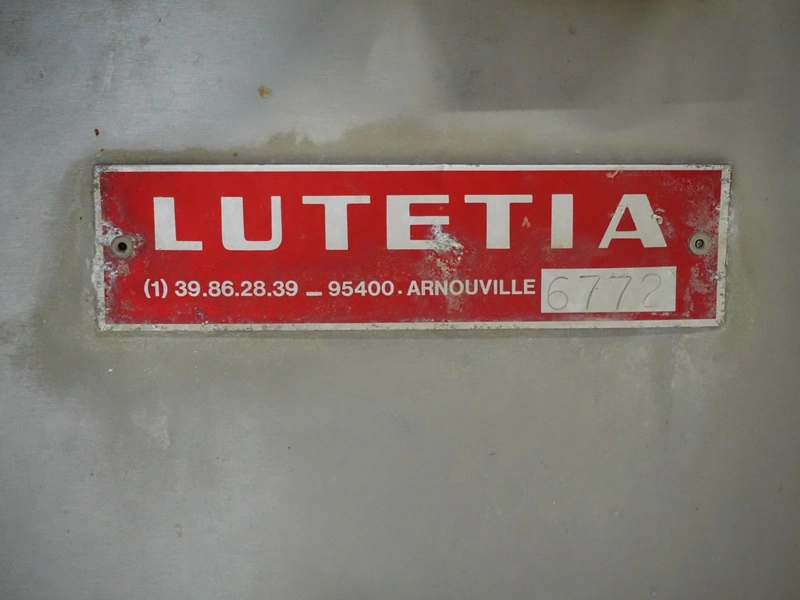 LUTETIA
(1) 39.86.28.39 – 95400 · ARNOUVILLE 6772